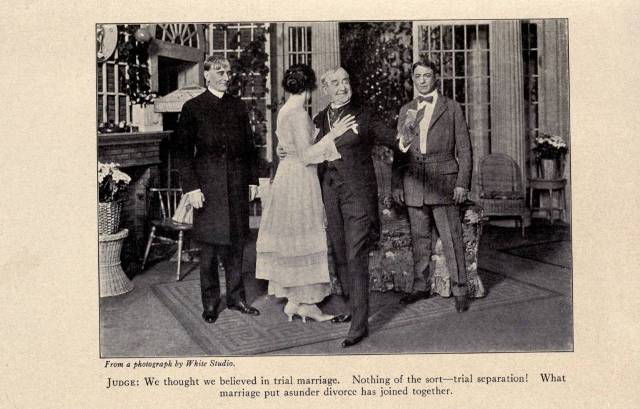 From a photograph by White Studio.
JUDGE: We thought we believed in trial marriage. Nothing of the sort—trial separation! What
marriage put asunder divorce has joined together.